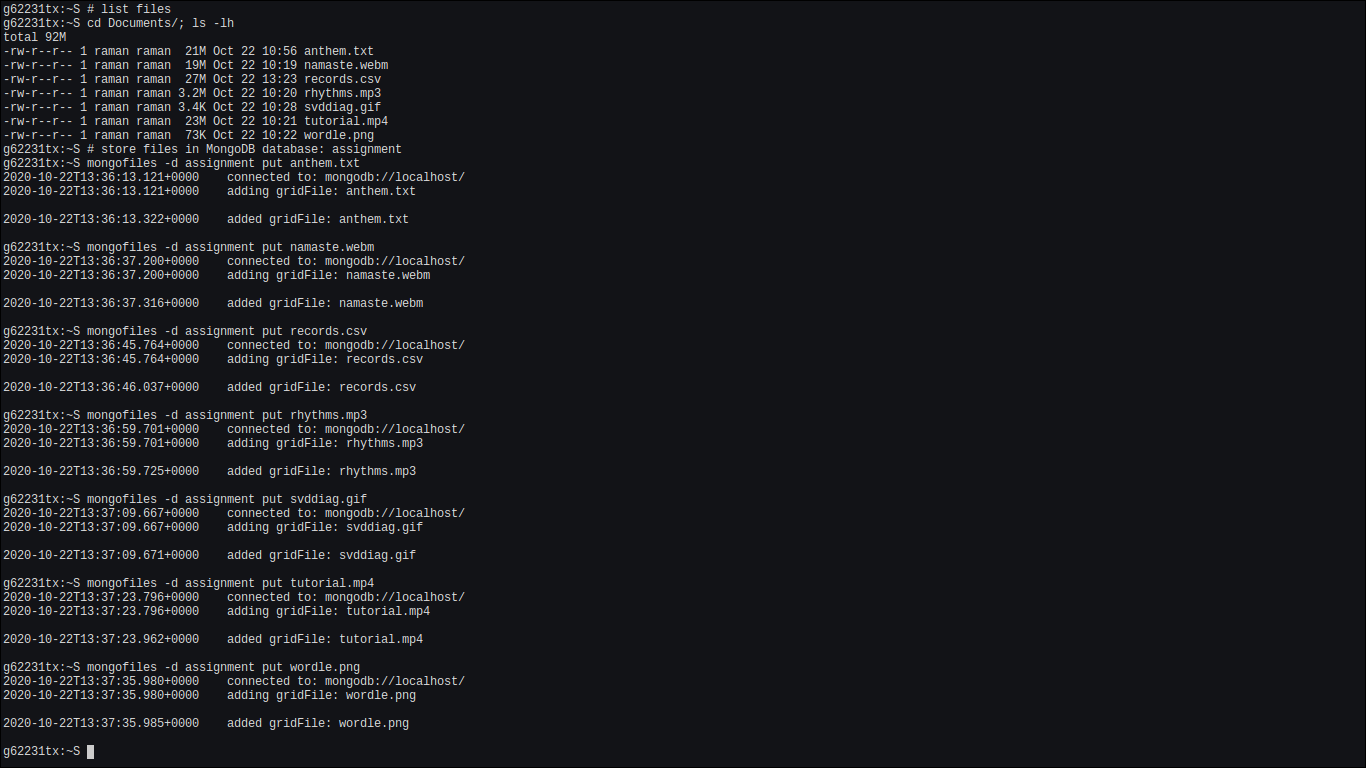 g62231tx:~S # list files
g62231tx:~S cd Documents/; ls -lh
total 92M
-rw-r--r-- 1 raman raman  21M Oct 22 10:56 anthem.txt
-rw-r--r-- 1 raman raman  19M Oct 22 10:19 namaste.webm
-rw-r--r-- 1 raman raman  27M Oct 22 13:23 records.csv
-rw-r--r-- 1 raman raman 3.2M Oct 22 10:20 rhythms.mp3
-rw-r--r-- 1 raman raman 3.4K Oct 22 10:28 svddiag.gif
-rw-r--r-- 1 raman raman  23M Oct 22 10:21 tutorial.mp4
-rw-r--r-- 1 raman raman  73K Oct 22 10:22 wordle.png
g62231tx:~S # store files in MongoDB database: assignment
g62231tx:~S mongofiles -d assignment put anthem.txt
2020-10-22T13:36:13.121+0000    connected to: mongodb://localhost/
2020-10-22T13:36:13.121+0000    adding gridFile: anthem.txt

2020-10-22T13:36:13.322+0000    added gridFile: anthem.txt

g62231tx:~S mongofiles -d assignment put namaste.webm
2020-10-22T13:36:37.200+0000    connected to: mongodb://localhost/
2020-10-22T13:36:37.200+0000    adding gridFile: namaste.webm

2020-10-22T13:36:37.316+0000    added gridFile: namaste.webm

g62231tx:~S mongofiles -d assignment put records.csv
2020-10-22T13:36:45.764+0000    connected to: mongodb://localhost/
2020-10-22T13:36:45.764+0000    adding gridFile: records.csv

2020-10-22T13:36:46.037+0000    added gridFile: records.csv

g62231tx:~S mongofiles -d assignment put rhythms.mp3
2020-10-22T13:36:59.701+0000    connected to: mongodb://localhost/
2020-10-22T13:36:59.701+0000    adding gridFile: rhythms.mp3

2020-10-22T13:36:59.725+0000    added gridFile: rhythms.mp3

g62231tx:~S mongofiles -d assignment put svddiag.gif
2020-10-22T13:37:09.667+0000    connected to: mongodb://localhost/
2020-10-22T13:37:09.667+0000    adding gridFile: svddiag.gif

2020-10-22T13:37:09.671+0000    added gridFile: svddiag.gif

g62231tx:~S mongofiles -d assignment put tutorial.mp4
2020-10-22T13:37:23.796+0000    connected to: mongodb://localhost/
2020-10-22T13:37:23.796+0000    adding gridFile: tutorial.mp4

2020-10-22T13:37:23.962+0000    added gridFile: tutorial.mp4

g62231tx:~S mongofiles -d assignment put wordle.png
2020-10-22T13:37:35.980+0000    connected to: mongodb://localhost/
2020-10-22T13:37:35.980+0000    adding gridFile: wordle.png

2020-10-22T13:37:35.985+0000    added gridFile: wordle.png

g62231tx:~S